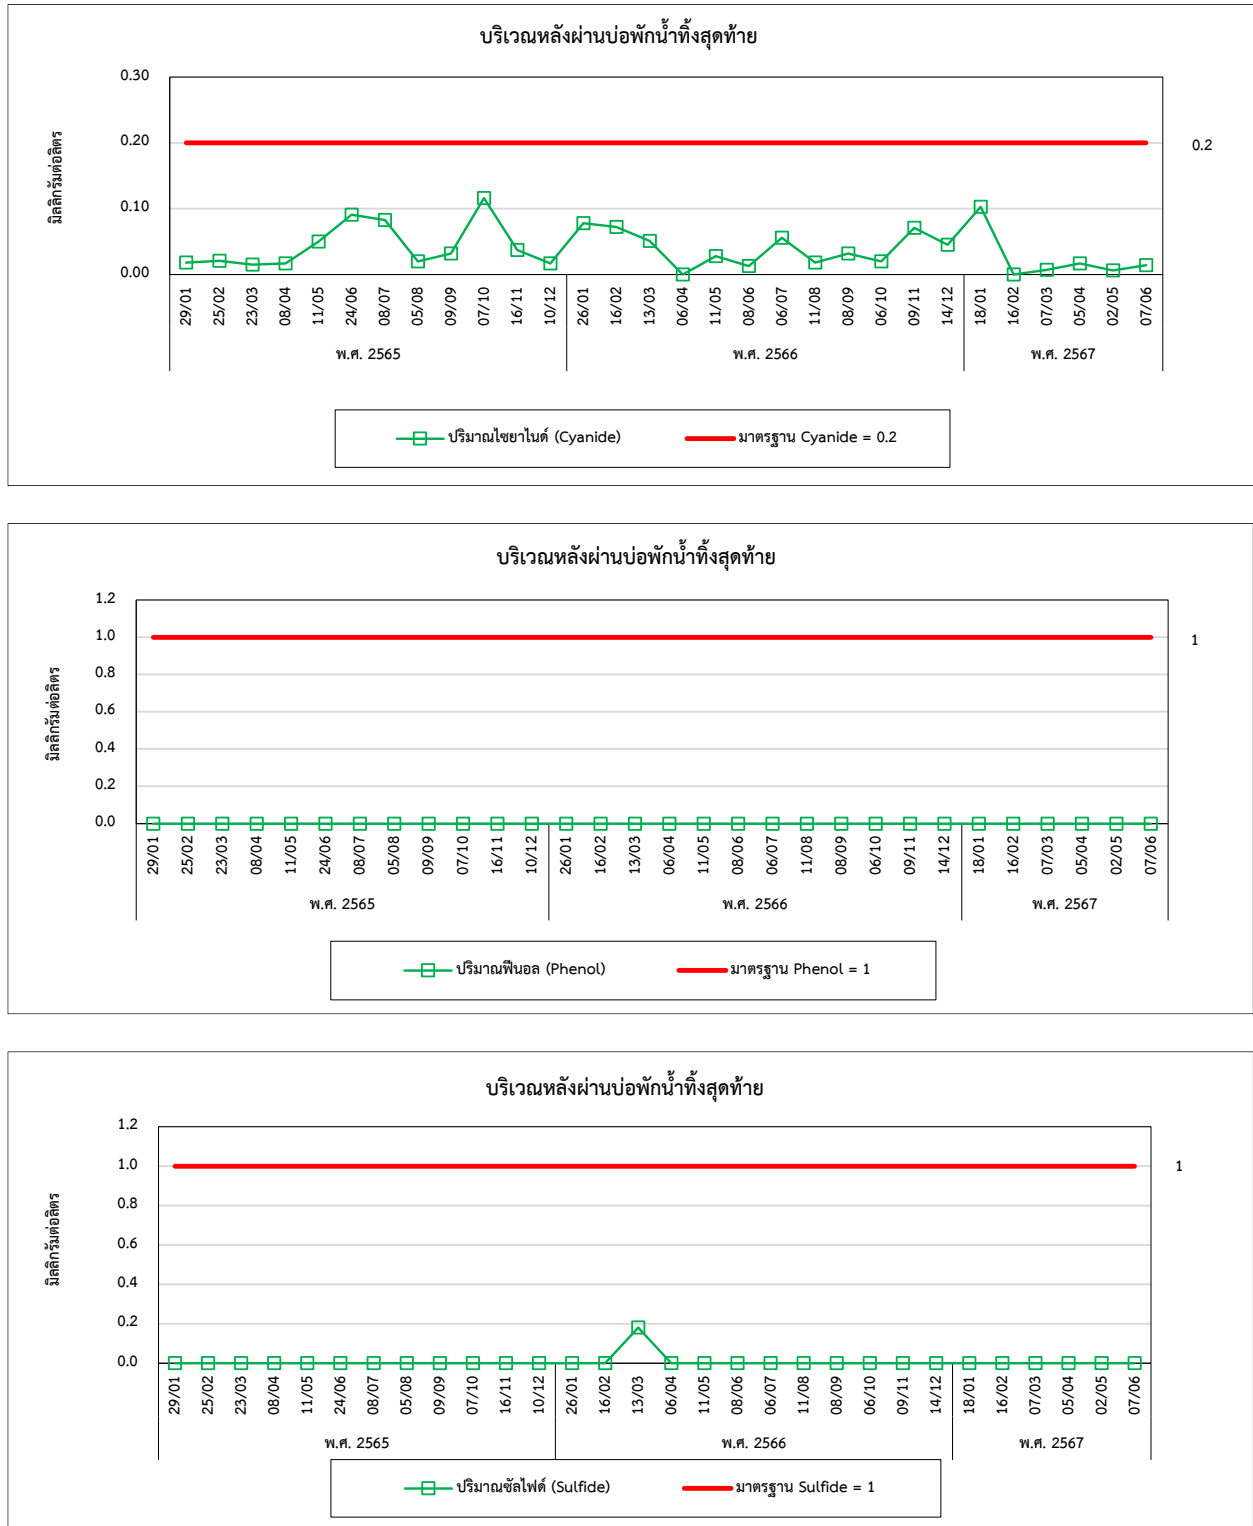 บริเวณหลังผ่านบ่อพักน้ำทิ้งสุดท้าย
มิลลิกรัมต่อลิตร
0.30
0.20
0.10
0.00
0.2
29/01 25/02 23/03 08/04 11/05 24/06 08/07 05/08 09/09 07/10 16/11 10/12 26/01 16/02 13/03 06/04 11/05 08/06 06/07 11/08 08/09 06/10 09/11 14/12 18/01 16/02 07/03 05/04 02/05 07/06
พ.ศ. 2565 พ.ศ. 2566 พ.ศ. 2567
ปริมาณไซยาไนด์ (Cyanide) มาตรฐาน Cyanide = 0.2
บริเวณหลังผ่านบ่อพักน้ำทิ้งสุดท้าย
มิลลิกรัมต่อลิตร
1.2
1.0
0.8
0.6
0.4
0.2
0.0
1
29/01 25/02 23/03 08/04 11/05 24/06 08/07 05/08 09/09 07/10 16/11 10/12 26/01 16/02 13/03 06/04 11/05 08/06 06/07 11/08 08/09 06/10 09/11 14/12 18/01 16/02 07/03 05/04 02/05 07/06
พ.ศ. 2565 พ.ศ. 2566 พ.ศ. 2567
ปริมาณฟีนอล (Phenol) มาตรฐาน Phenol = 1
บริเวณหลังผ่านบ่อพักน้ำทิ้งสุดท้าย
มิลลิกรัมต่อลิตร
1.2
1.0
0.8
0.6
0.4
0.2
0.0
1
29/01 25/02 23/03 08/04 11/05 24/06 08/07 05/08 09/09 07/10 16/11 10/12 26/01 16/02 13/03 06/04 11/05 08/06 06/07 11/08 08/09 06/10 09/11 14/12 18/01 16/02 07/03 05/04 02/05 07/06
พ.ศ. 2565 พ.ศ. 2566 พ.ศ. 2567
ปริมาณซัลไฟด์ (Sulfide) มาตรฐาน Sulfide = 1